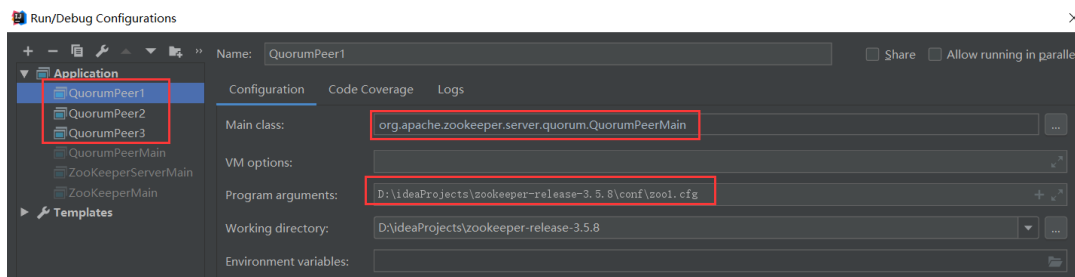 Run/Debug Configurations
Name: QuorumPeer1
Share
Allow running in paralle
Application
QuorumPeer1
QuorumPeer2
QuorumPeer3
QuorumPeerMain
ZooKeeperServerMain
ZooKeeperMain
Templates
Configuration Code Coverage Logs
Main class: org.apache.zookeeper.server.quorum.QuorumPeerMain
VM options:
Program arguments: D:\ideaProjects\zookeeper-release-3.5.8\conf\zoo1.cfg
Working directory: D:\ideaProjects\zookeeper-release-3.5.8
Environment variables: